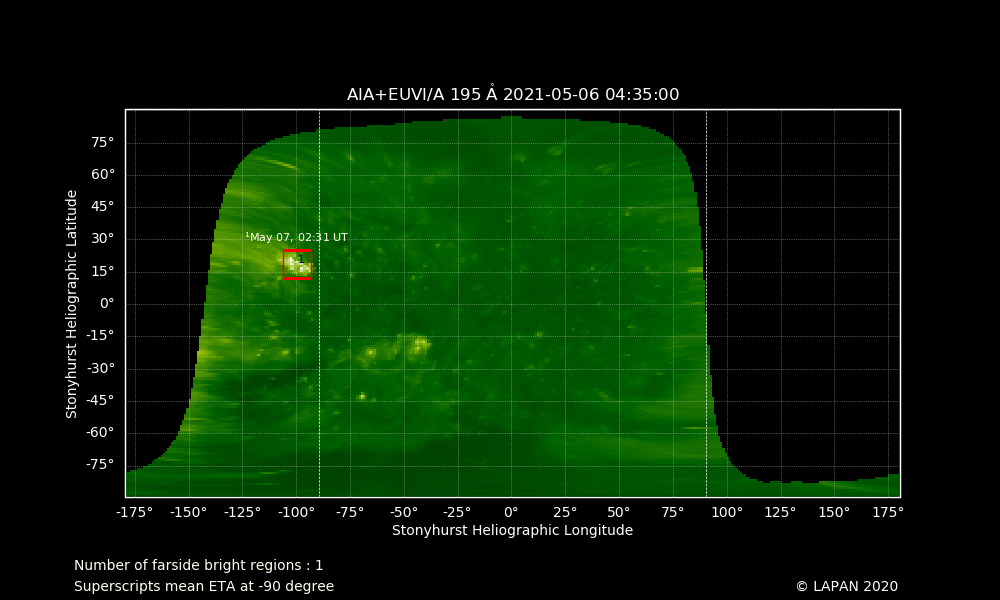 AIA+EUVI/A 195 Å 2021-05-06 04:35:00
75°
60°
45°
30°
15°
0°
-15°
-30°
-45°
-60°
-75°
Stonyhurst Heliographic Latitude
¹May 07, 02:31 UT
1
-175° -150° -125° -100° -75° -50° -25° 0° 25° 50° 75° 100° 125° 150° 175°
Stonyhurst Heliographic Longitude
Number of farside bright regions : 1
Superscripts mean ETA at -90 degree
© LAPAN 2020